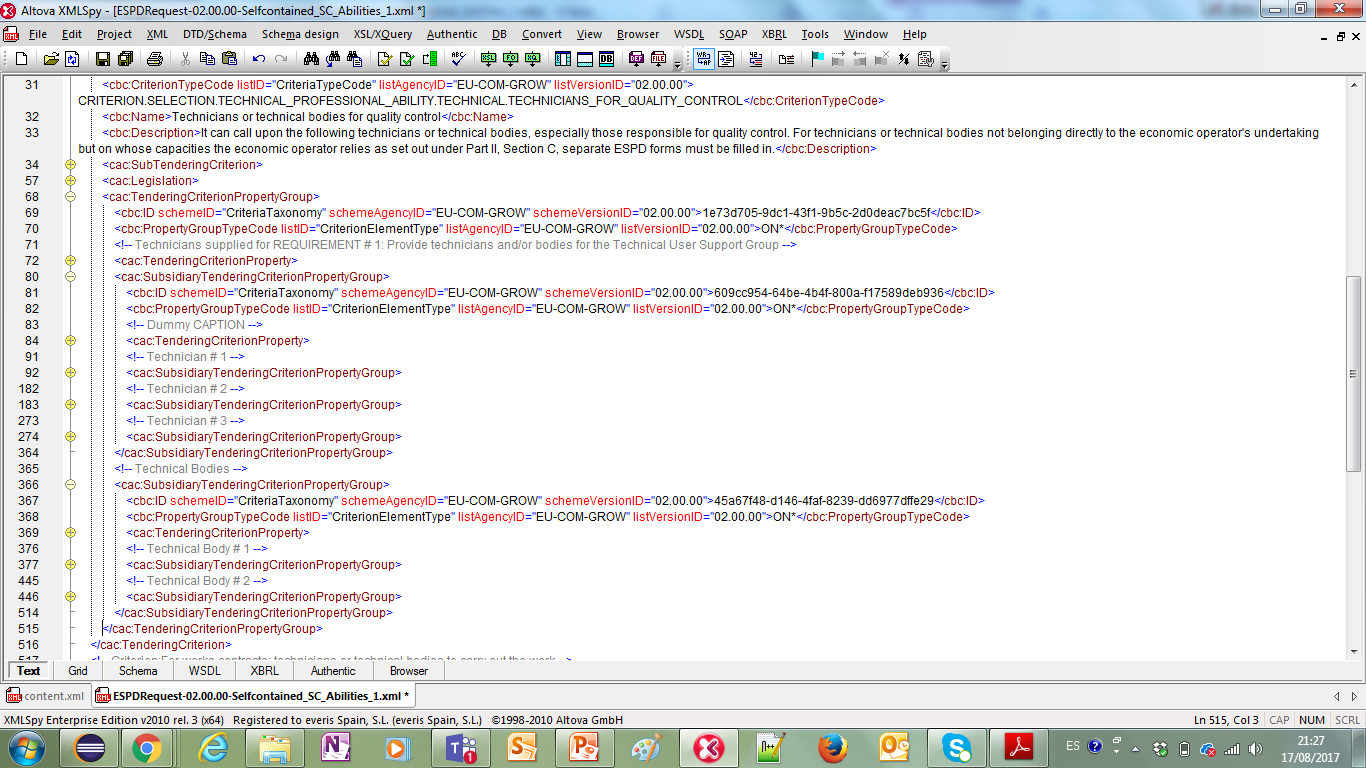 Altova XMLSpy - [ESPDRequest-02.00.00-Selfcontained_SC_Abilities_1.xml *]
File Edit Project XML DTD/Schema Schema design XSL/XQuery Authentic DB Convert View Browser WSDL SOAP XBRL Tools Window Help
31 <cbc:CriterionTypeCode listID="CriteriaTypeCode" listAgencyID="EU-COM-GROW" listVersionID="02.00.00">
CRITERION.SELECTION.TECHNICAL_PROFESSIONAL_ABILITY.TECHNICAL.TECHNICIANS_FOR_QUALITY_CONTROL</cbc:CriterionTypeCode>
32 <cbc:Name>Technicians or technical bodies for quality control</cbc:Name>
33 <cbc:Description>It can call upon the following technicians or technical bodies, especially those responsible for quality control. For technicians or technical bodies not belonging directly to the economic operator's undertaking
but on whose capacities the economic operator relies as set out under Part II, Section C, separate ESPD forms must be filled in.</cbc:Description>
34 <cac:SubTenderingCriterion>
57 <cac:Legislation>
68 <cac:TenderingCriterionPropertyGroup>
69 <cbc:ID schemeID="CriteriaTaxonomy" schemeAgencyID="EU-COM-GROW" schemeVersionID="02.00.00">1e73d705-9dc1-43f1-9b5c-2d0deac7bc5f</cbc:ID>
70 <cbc:PropertyGroupTypeCode listID="CriterionElementType" listAgencyID="EU-COM-GROW" listVersionID="02.00.00">ON*</cbc:PropertyGroupTypeCode>
71 <!-- Technicians supplied for REQUIREMENT # 1: Provide technicians and/or bodies for the Technical User Support Group -->
72 <cac:TenderingCriterionProperty>
80 <cac:SubsidiaryTenderingCriterionPropertyGroup>
81 <cbc:ID schemeID="CriteriaTaxonomy" schemeAgencyID="EU-COM-GROW" schemeVersionID="02.00.00">609cc954-64be-4b4f-800a-f17589deb936</cbc:ID>
82 <cbc:PropertyGroupTypeCode listID="CriterionElementType" listAgencyID="EU-COM-GROW" listVersionID="02.00.00">ON*</cbc:PropertyGroupTypeCode>
83 <!-- Dummy CAPTION -->
84 <cac:TenderingCriterionProperty>
91 <!-- Technician # 1 -->
92 <cac:SubsidiaryTenderingCriterionPropertyGroup>
182 <!-- Technician # 2 -->
183 <cac:SubsidiaryTenderingCriterionPropertyGroup>
273 <!-- Technician # 3 -->
274 <cac:SubsidiaryTenderingCriterionPropertyGroup>
364 </cac:SubsidiaryTenderingCriterionPropertyGroup>
365 <!-- Technical Bodies -->
366 <cac:SubsidiaryTenderingCriterionPropertyGroup>
367 <cbc:ID schemeID="CriteriaTaxonomy" schemeAgencyID="EU-COM-GROW" schemeVersionID="02.00.00">45a67f48-d146-4faf-8239-dd6977dffe29</cbc:ID>
368 <cbc:PropertyGroupTypeCode listID="CriterionElementType" listAgencyID="EU-COM-GROW" listVersionID="02.00.00">ON*</cbc:PropertyGroupTypeCode>
369 <cac:TenderingCriterionProperty>
376 <!-- Technical Body # 1 -->
377 <cac:SubsidiaryTenderingCriterionPropertyGroup>
445 <!-- Technical Body # 2 -->
446 <cac:SubsidiaryTenderingCriterionPropertyGroup>
514 </cac:SubsidiaryTenderingCriterionPropertyGroup>
515 </cac:TenderingCriterionPropertyGroup>
516 </cac:TenderingCriterion>
517 <!-- Criterion:For works contracts: technicians or technical bodies to carry out the work -->
Text Grid Schema WSDL XBRL Authentic Browser
content.xml ESPDRequest-02.00.00-Selfcontained_SC_Abilities_1.xml *
XMLSpy Enterprise Edition v2010 rel. 3 (x64) Registered to everis Spain, S.L. (everis Spain, S.L.) ©1998-2010 Altova GmbH Ln 515, Col 3 CAP NUM SCRL
ES 21:27
17/08/2017